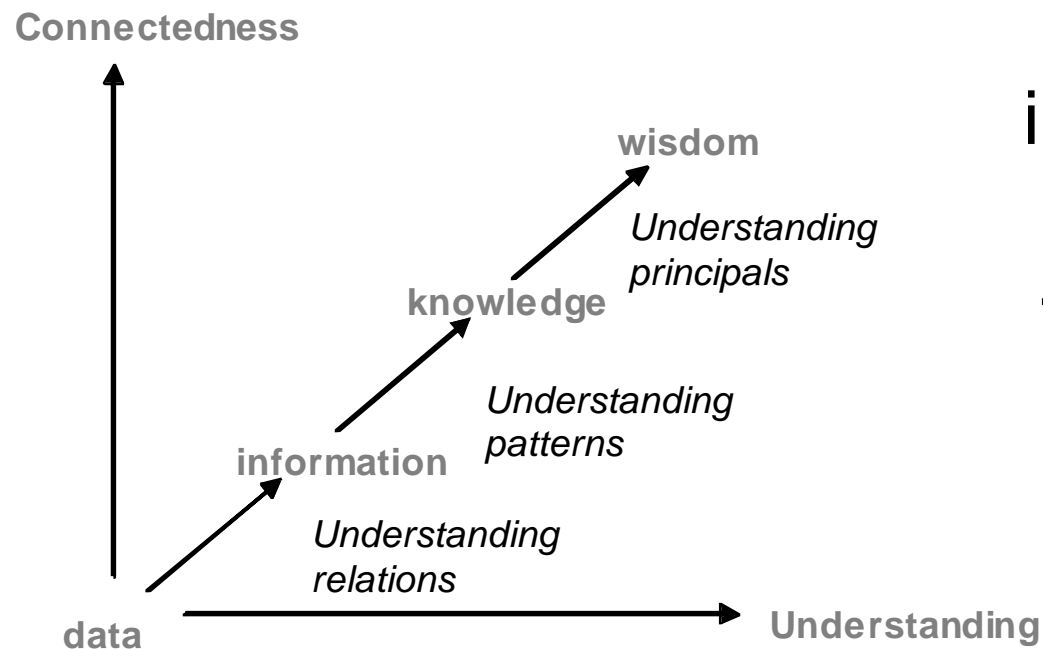 Connectedness
i
wisdom
Understanding
principals
knowledge
Understanding
patterns
information
Understanding
relations
data
Understanding